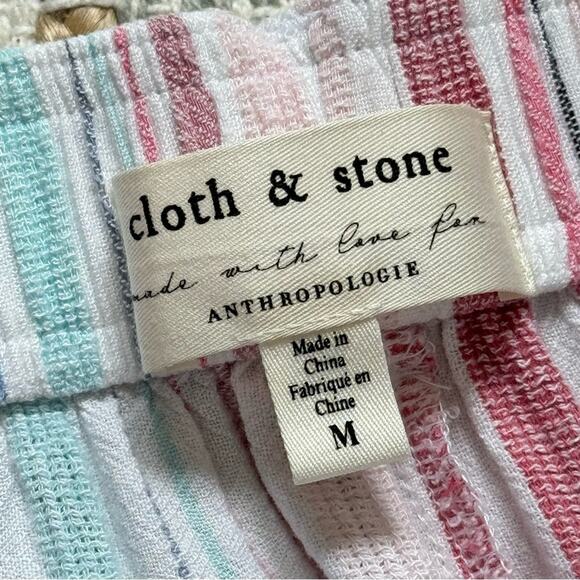 cloth & stone
made with love for
ANTHROPOLOGIE
Made in
China
Fabriqué en
Chine
M